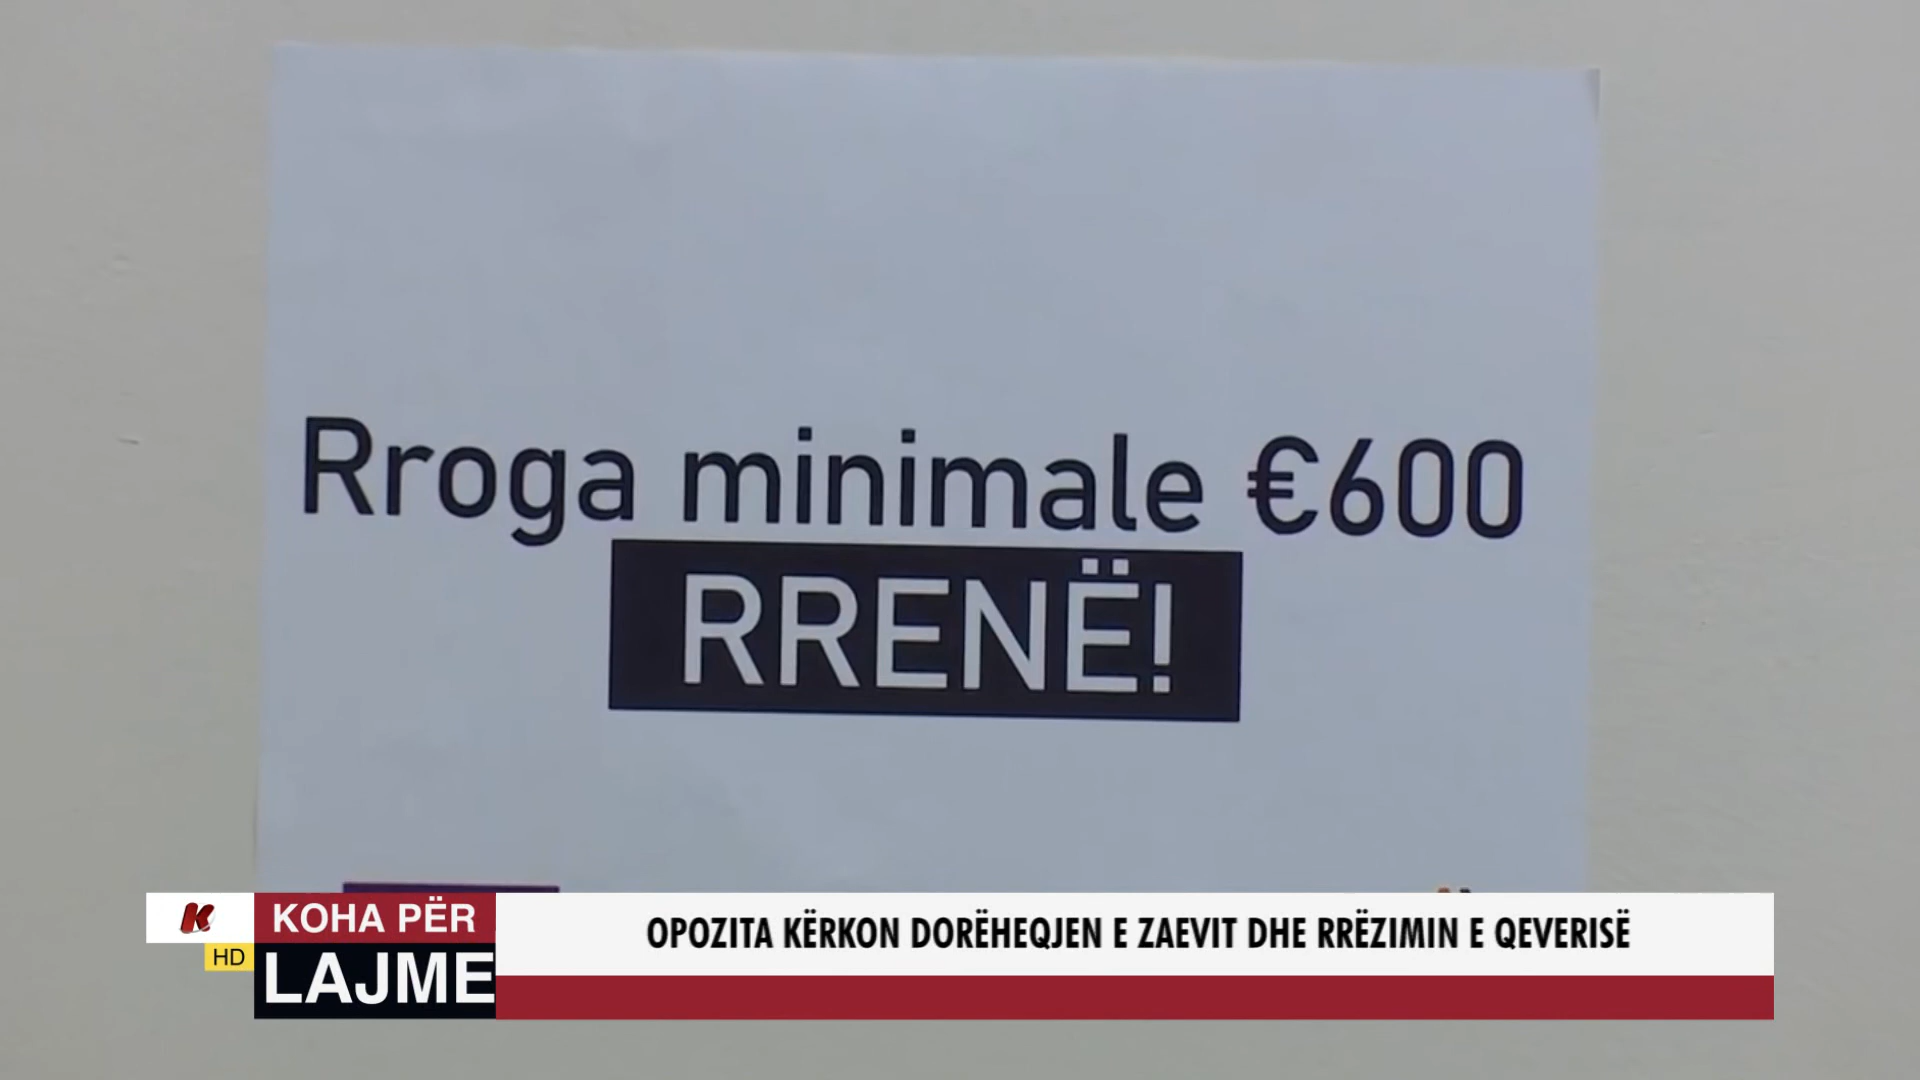 Rroga minimale €600
RRENË!
K
HD
KOHA PËR
LAJME
OPOZITA KËRKON DORËHEQJEN E ZAEVIT DHE RRËZIMIN E QEVERISË